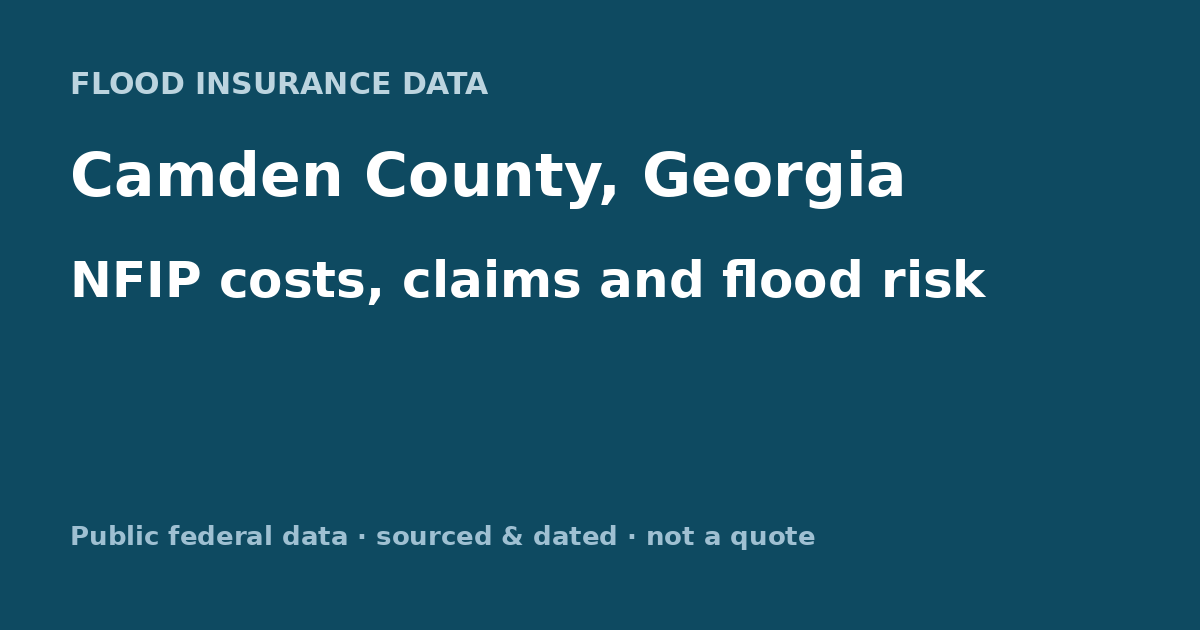 FLOOD INSURANCE DATA
Camden County, Georgia
NFIP costs, claims and flood risk
Public federal data · sourced & dated · not a quote